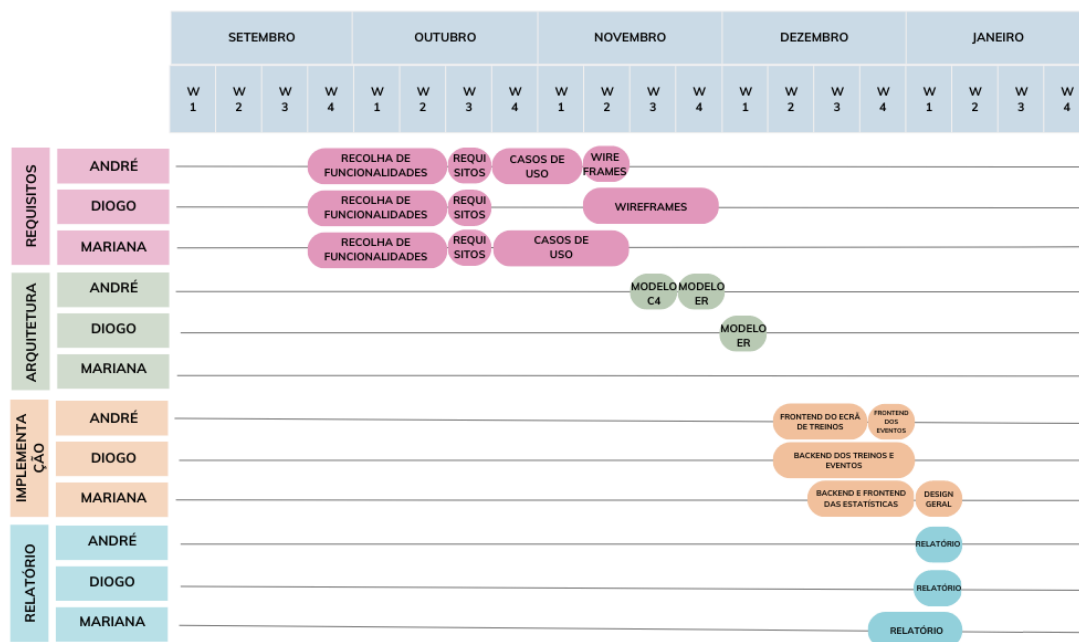 SETEMBRO OUTUBRO NOVEMBRO DEZEMBRO JANEIRO
W W W W W W W W W W W W W W W W W W W W
1 2 3 4 1 2 3 4 1 2 3 4 1 2 3 4 1 2 3 4
REQUISITOS
ANDRÉ
RECOLHA DE
FUNCIONALIDADES
REQUI
SITOS
CASOS DE
USO
WIRE
FRAMES
DIOGO
RECOLHA DE
FUNCIONALIDADES
REQUI
SITOS
WIREFRAMES
MARIANA
RECOLHA DE
FUNCIONALIDADES
REQUI
SITOS
CASOS DE
USO
ARQUITETURA
ANDRÉ
MODELO
C4
MODELO
ER
DIOGO
MODELO
ER
MARIANA
IMPLEMENTA
ÇÃO
ANDRÉ
FRONTEND DO ECRÃ
DE TREINOS
FRONTEND
DOS
EVENTOS
DIOGO
BACKEND DOS TREINOS E
EVENTOS
MARIANA
BACKEND E FRONTEND
DAS ESTATÍSTICAS
DESIGN
GERAL
RELATÓRIO
ANDRÉ
RELATÓRIO
DIOGO
RELATÓRIO
MARIANA
RELATÓRIO